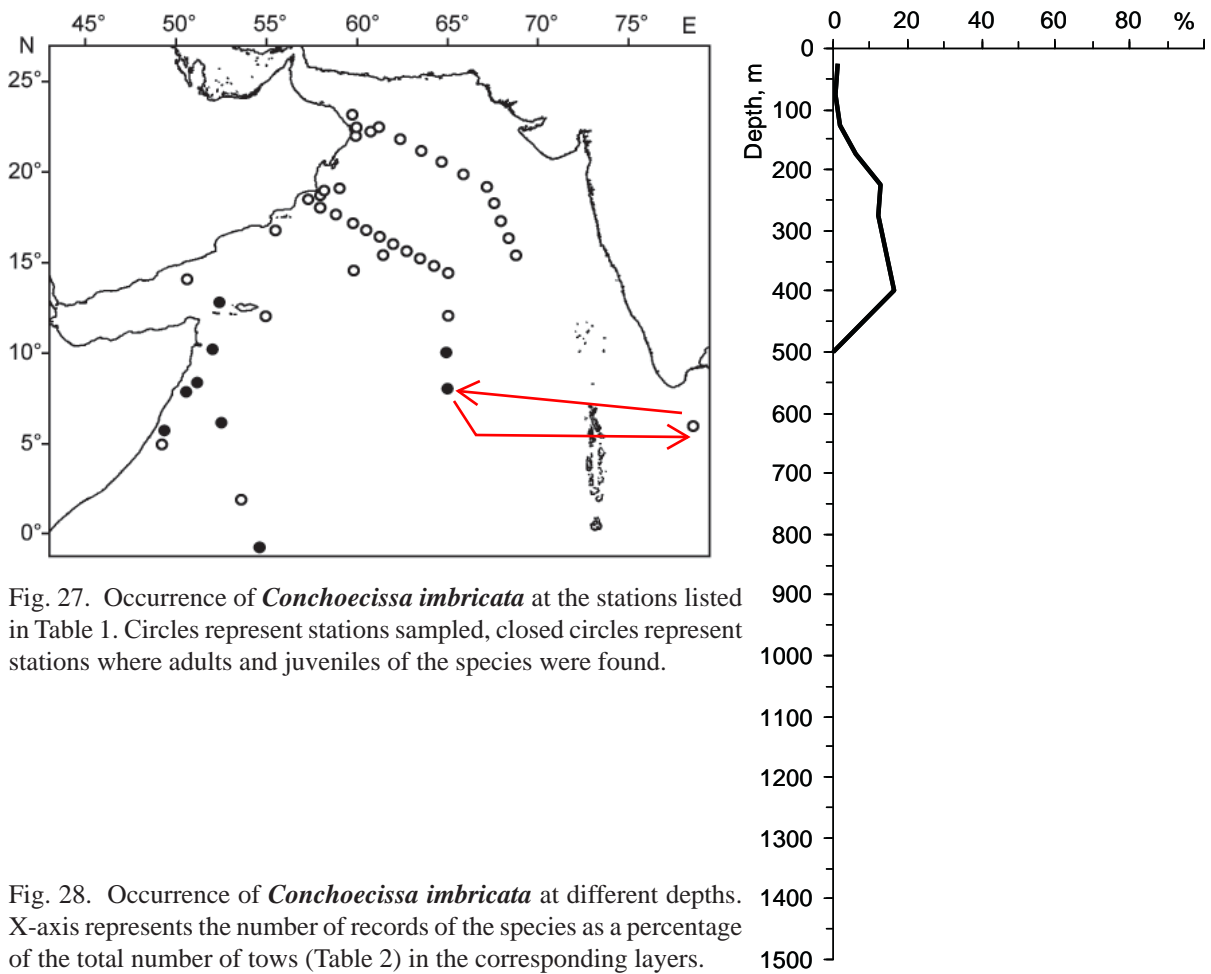 45° 50° 55° 60° 65° 70° 75° E
N
25°
20°
15°
10°
5°
0°
Fig. 27. Occurrence of Conchoecissa imbricata at the stations listed
in Table 1. Circles represent stations sampled, closed circles represent
stations where adults and juveniles of the species were found.
Fig. 28. Occurrence of Conchoecissa imbricata at different depths.
X-axis represents the number of records of the species as a percentage
of the total number of tows (Table 2) in the corresponding layers.
0 20 40 60 80 %
Depth, m
0
100
200
300
400
500
600
700
800
900
1000
1100
1200
1300
1400
1500